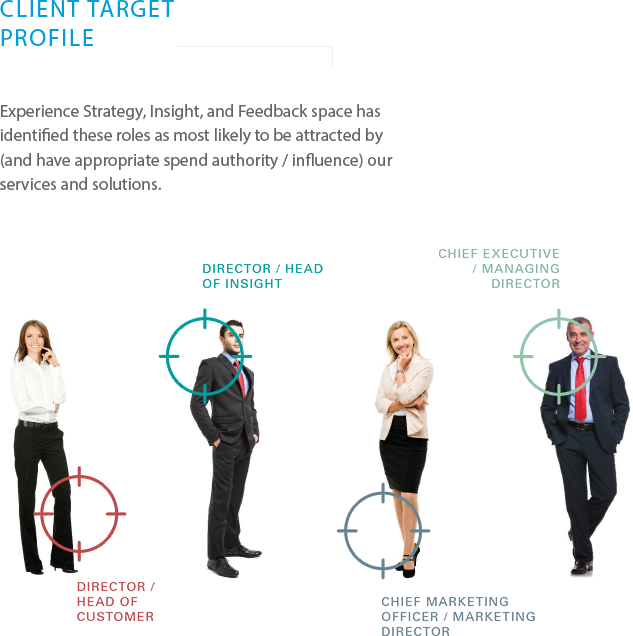 CLIENT TARGET
PROFILE
Experience Strategy, Insight, and Feedback space has
identified these roles as most likely to be attracted by
(and have appropriate spend authority / influence) our
services and solutions.
DIRECTOR / HEAD
OF INSIGHT
CHIEF EXECUTIVE
/ MANAGING
DIRECTOR
DIRECTOR /
HEAD OF
CUSTOMER
CHIEF MARKETING
OFFICER / MARKETING
DIRECTOR